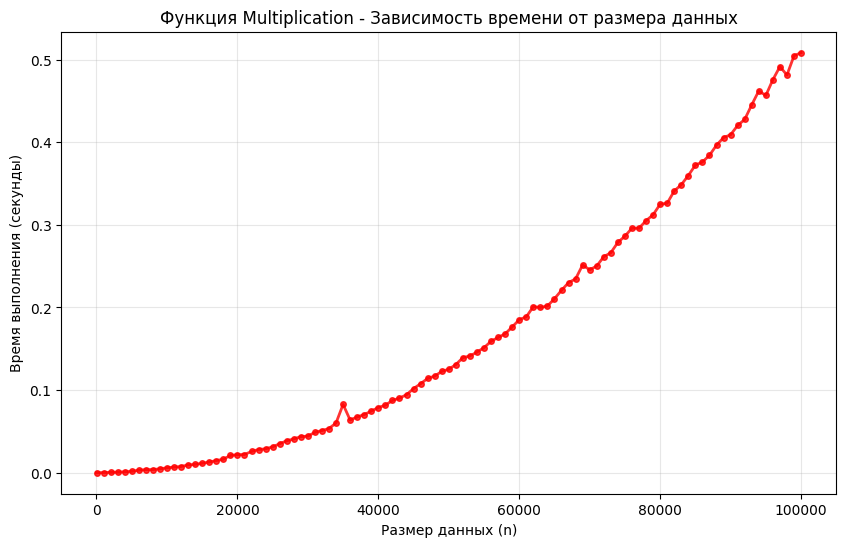 Функция Multiplication - Зависимость времени от размера данных
Время выполнения (секунды)
0.5
0.4
0.3
0.2
0.1
0.0
0 20000 40000 60000 80000 100000
Размер данных (n)